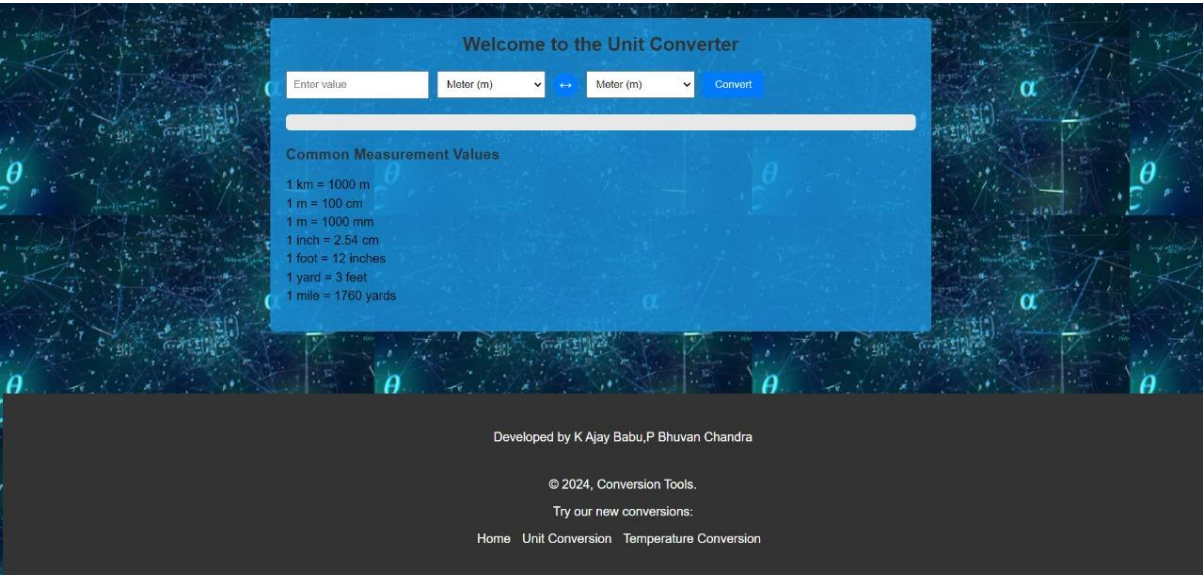 Welcome to the Unit Converter
Enter value Meter (m) ↔ Meter (m) Convert
Common Measurement Values
1 km = 1000 m
1 m = 100 cm
1 m = 1000 mm
1 inch = 2.54 cm
1 foot = 12 inches
1 yard = 3 feet
1 mile = 1760 yards
α α
θ θ θ θ
α α α
θ θ θ θ
Developed by K Ajay Babu,P Bhuvan Chandra
© 2024, Conversion Tools.
Try our new conversions:
Home Unit Conversion Temperature Conversion